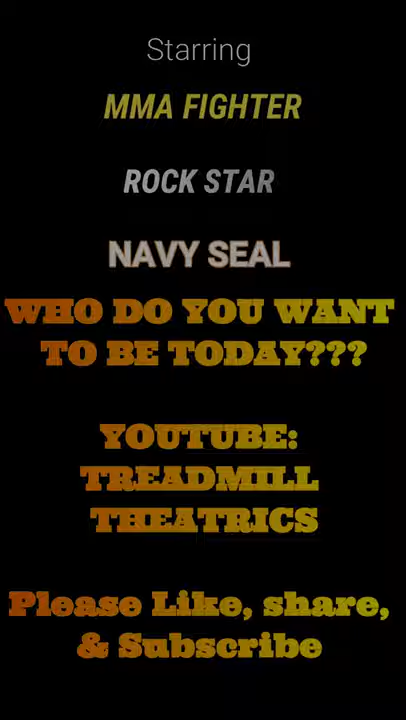 Starring
MMA FIGHTER
ROCK STAR
NAVY SEAL
WHO DO YOU WANT
TO BE TODAY???
YOUTUBE:
TREADMILL
THEATRICS
Please Like, share,
& Subscribe